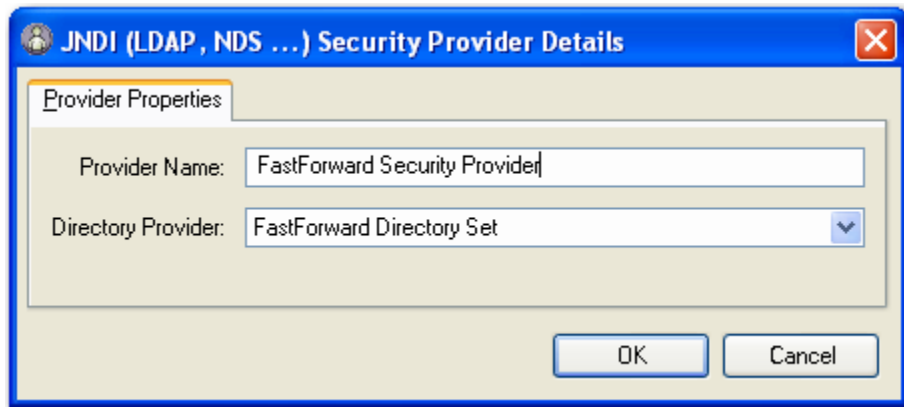 JNDI (LDAP, NDS ...) Security Provider Details
Provider Properties
Provider Name: FastForward Security Provider
Directory Provider: FastForward Directory Set
OK Cancel